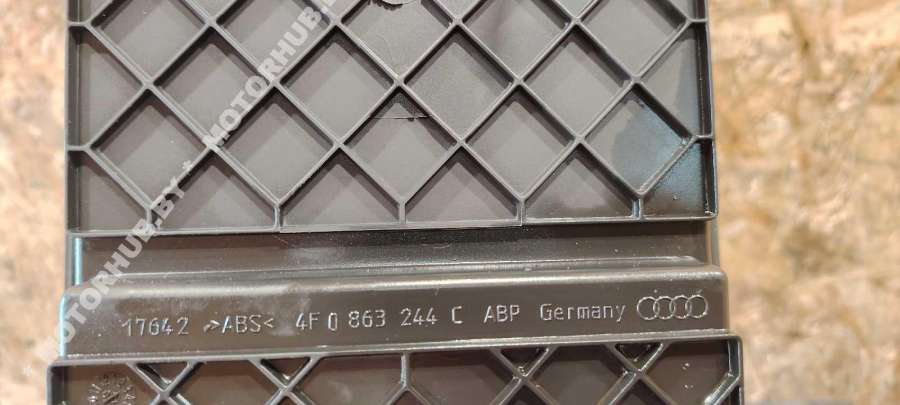 MOTORHUB.BY * MOTORHUB.BY
17642 >ABS< 4F0 863 244 C ABP Germany